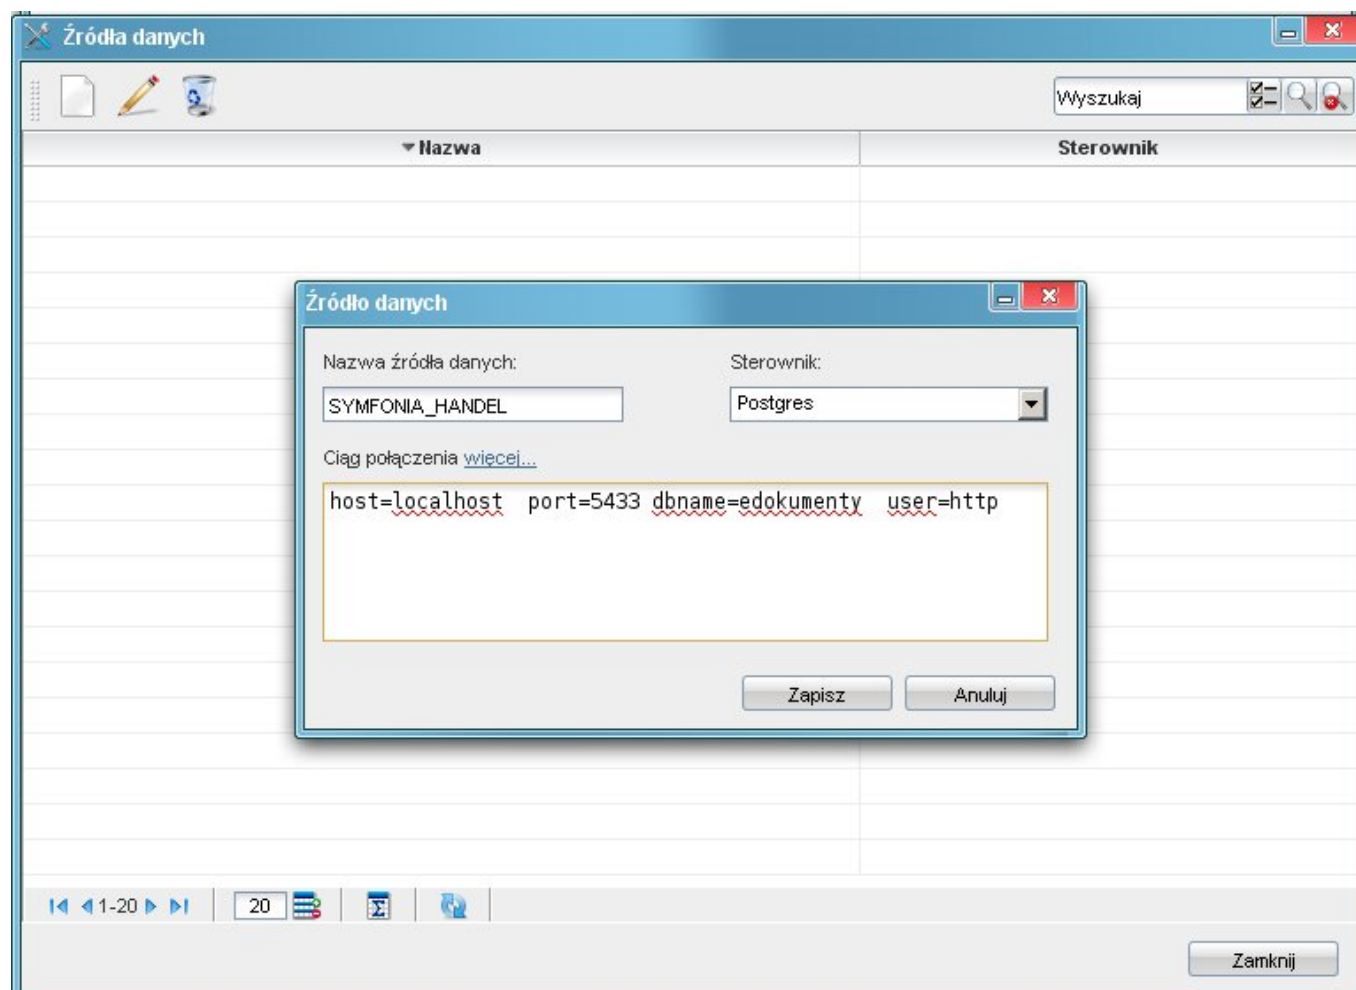 Źródła danych
Wyszukaj
Nazwa Sterownik
Źródło danych
Nazwa źródła danych: Sterownik:
SYMFONIA_HANDEL Postgres
Ciąg połączenia więcej...
host=localhost  port=5433 dbname=edokumenty  user=http
Zapisz Anuluj
1-20 20
Zamknij